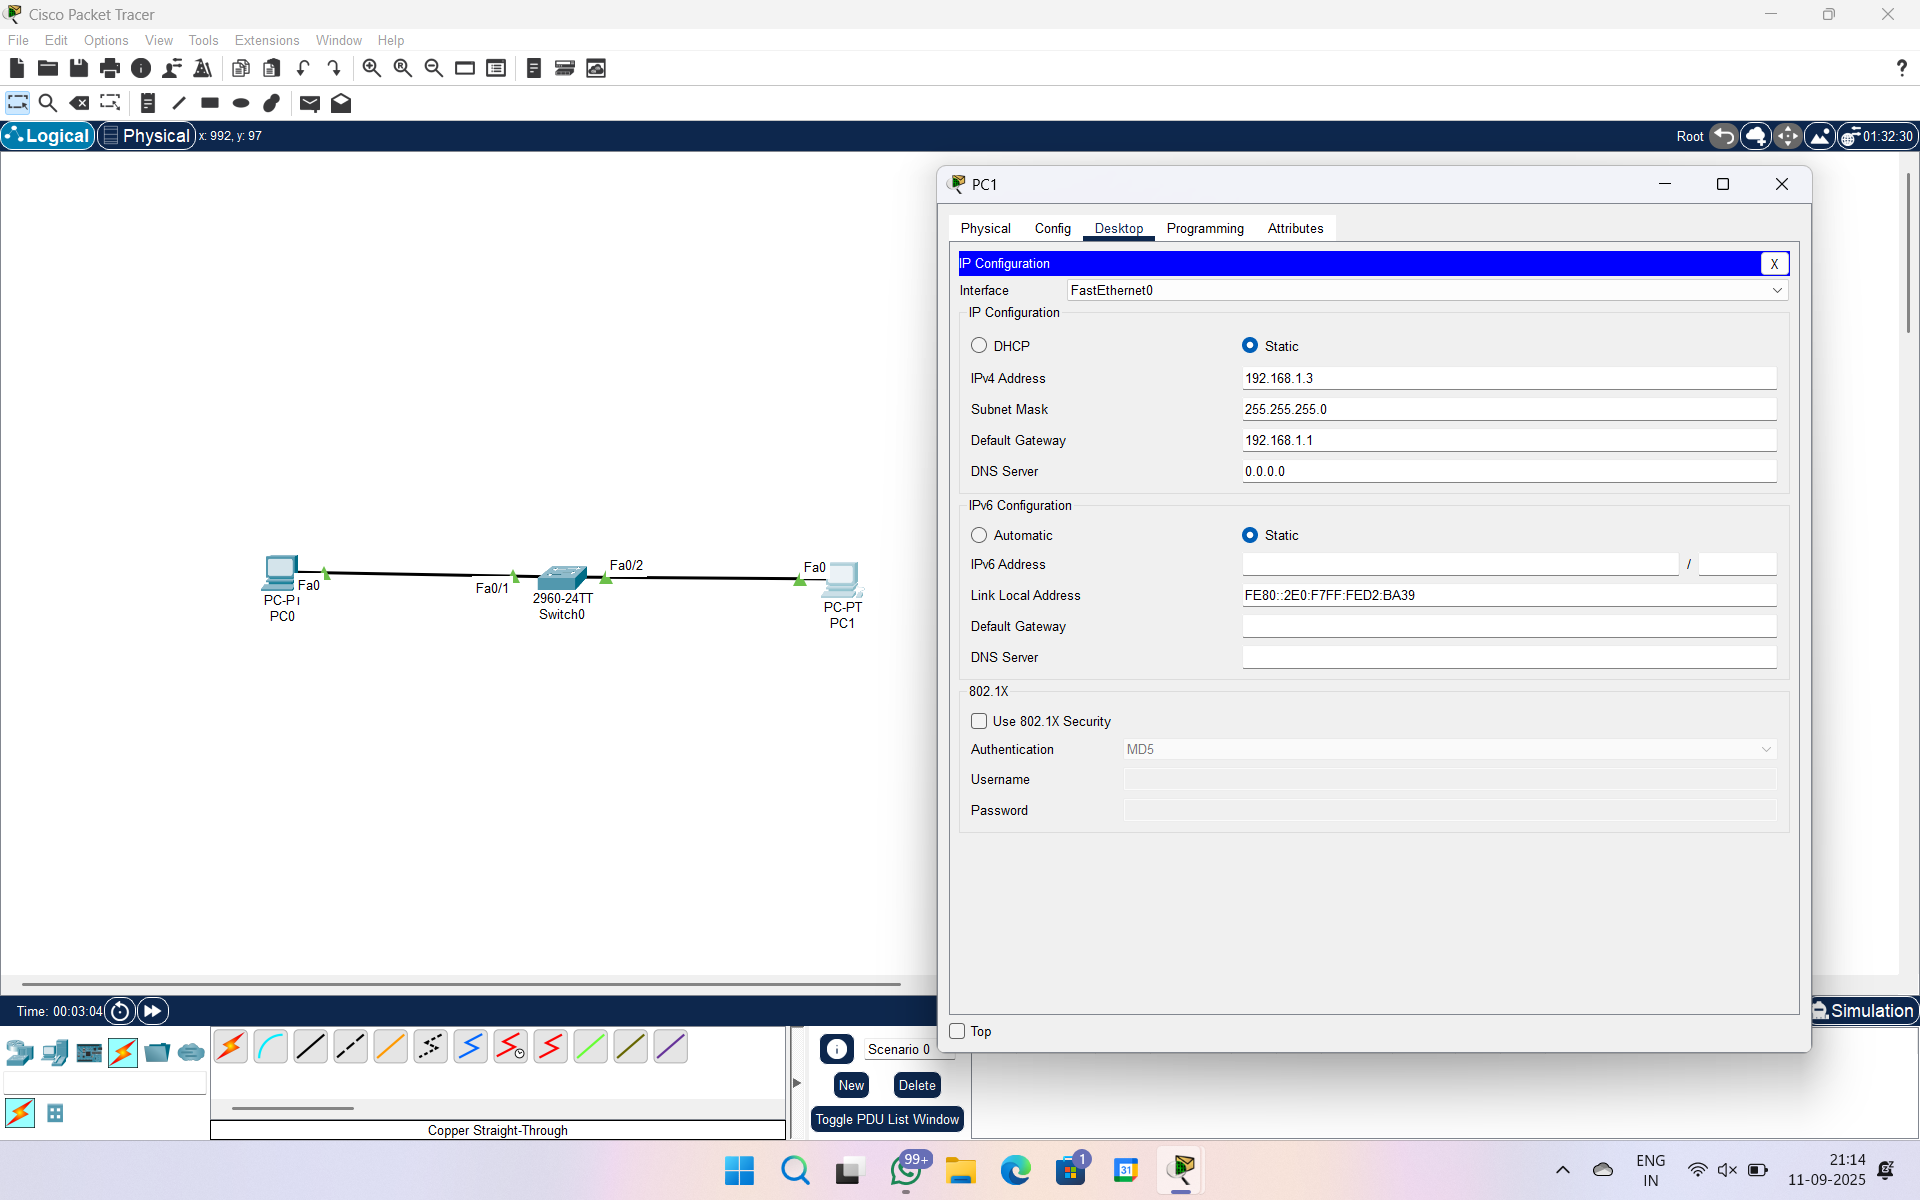 Cisco Packet Tracer
File Edit Options View Tools Extensions Window Help
?
Logical Physical x: 992, y: 97 Root 01:32:30
PC1
Physical Config Desktop Programming Attributes
IP Configuration X
Interface FastEthernet0
IP Configuration
DHCP Static
IPv4 Address 192.168.1.3
Subnet Mask 255.255.255.0
Default Gateway 192.168.1.1
DNS Server 0.0.0.0
IPv6 Configuration
Automatic Static
IPv6 Address /
Link Local Address FE80::2E0:F7FF:FED2:BA39
Default Gateway
DNS Server
802.1X
Use 802.1X Security
Authentication MD5
Username
Password
Top
Fa0
PC-PT
PC0
Fa0/1
Fa0/2
2960-24TT
Switch0
Fa0
PC-PT
PC1
Time: 00:03:04 Simulation
Scenario 0
New Delete
Toggle PDU List Window
Copper Straight-Through
99+ 1 31
ENG
IN
21:14
11-09-2025